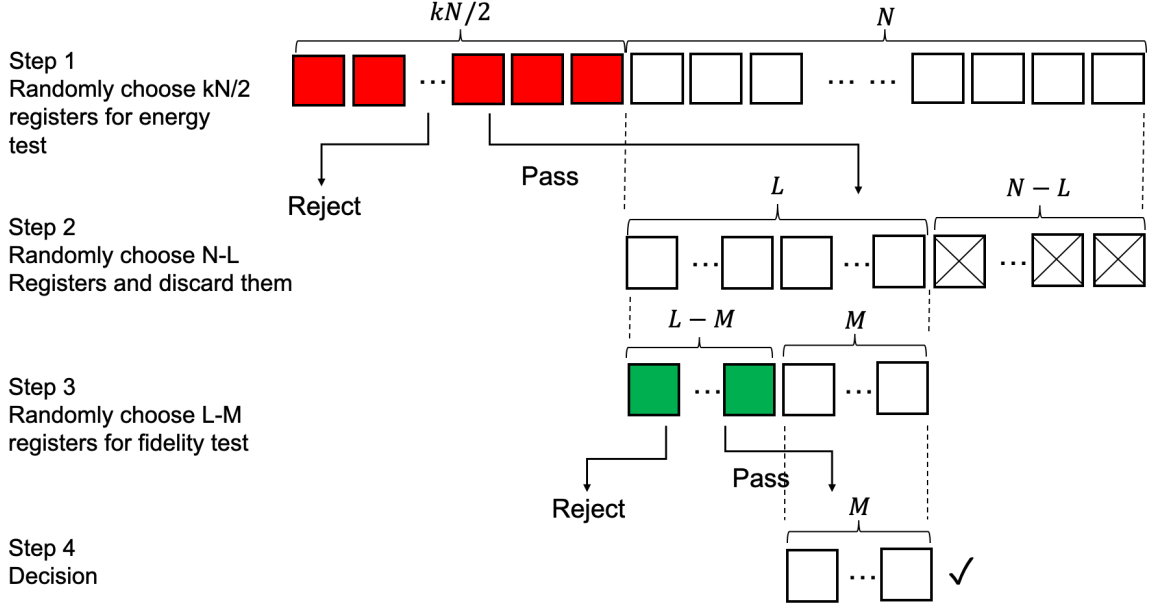 kN/2
N
Step 1
Randomly choose kN/2
registers for energy
test
... ... ...
Pass
Reject
L
N − L
Step 2
Randomly choose N-L
Registers and discard them
... ... ...
L − M
M
Step 3
Randomly choose L-M
registers for fidelity test
... ...
Pass
Reject
M
Step 4
Decision
... ✓